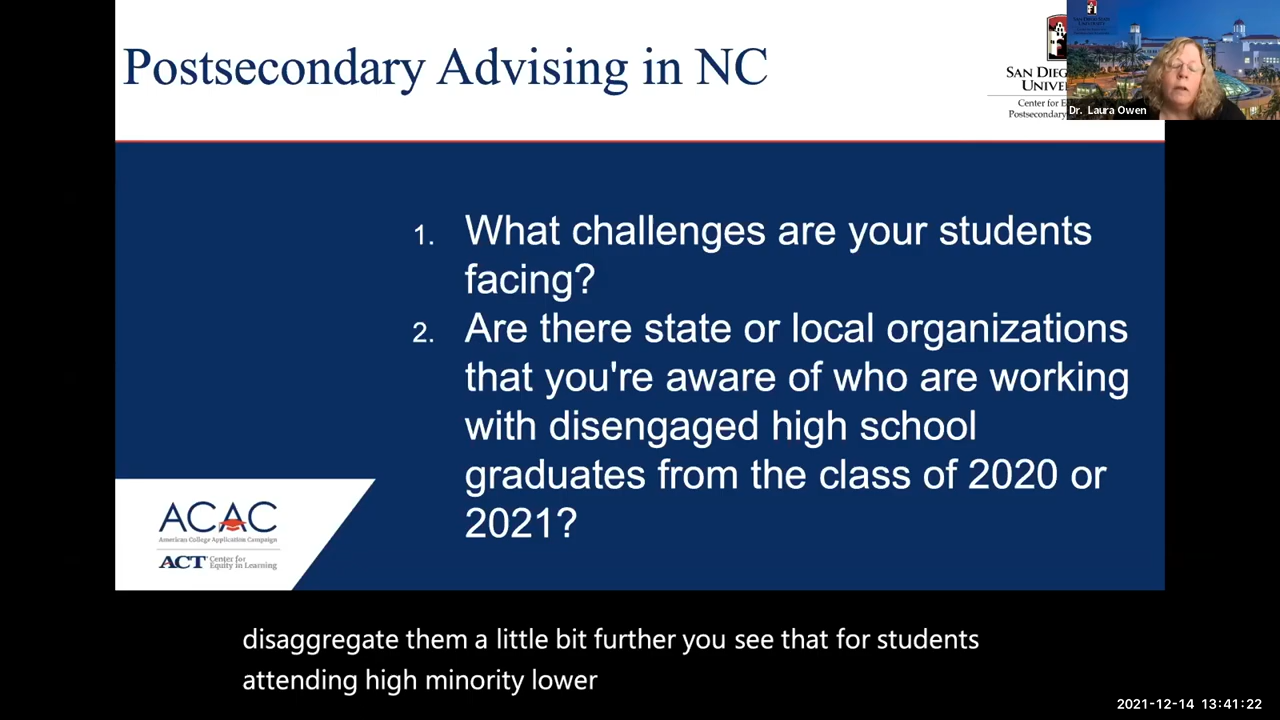 Postsecondary Advising in NC
SAN DIEGO
Center for
Postsecondary
Dr. Laura Owen
1. What challenges are your students
facing?
2. Are there state or local organizations
that you're aware of who are working
with disengaged high school
graduates from the class of 2020 or
2021?
ACAC
American College Application Campaign
ACT Center for
Equity in Learning
disaggregate them a little bit further you see that for students
attending high minority lower
2021-12-14 13:41:22